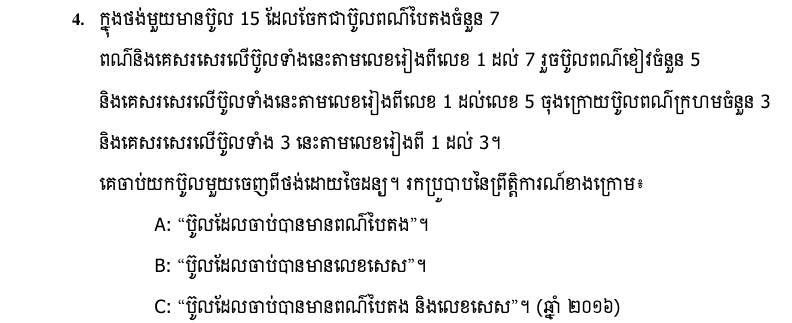 4. ក្នុងថង់មួយមានប៊ូល 15 ដែលចែកជាប៊ូលពណ៌បៃតងចំនួន 7
ពណ៌និងគេសរសេរលើប៊ូលទាំងនេះតាមលេខរៀងពីលេខ 1 ដល់ 7 រួចប៊ូលពណ៌ខៀវចំនួន 5
និងគេសរសេរលើប៊ូលទាំងនេះតាមលេខរៀងពីលេខ 1 ដល់លេខ 5 ចុងក្រោយប៊ូលពណ៌ក្រហមចំនួន 3
និងគេសរសេរលើប៊ូលទាំង 3 នេះតាមលេខរៀងពី 1 ដល់ 3។
គេចាប់យកប៊ូលមួយចេញពីថង់ដោយចៃដន្យ។ រកប្រូបាបនៃព្រឹត្តិការណ៍ខាងក្រោម៖
A: “ប៊ូលដែលចាប់បានមានពណ៌បៃតង”។
B: “ប៊ូលដែលចាប់បានមានលេខសេស”។
C: “ប៊ូលដែលចាប់បានមានពណ៌បៃតង និងលេខសេស”។ (ឆ្នាំ ២០១៦)